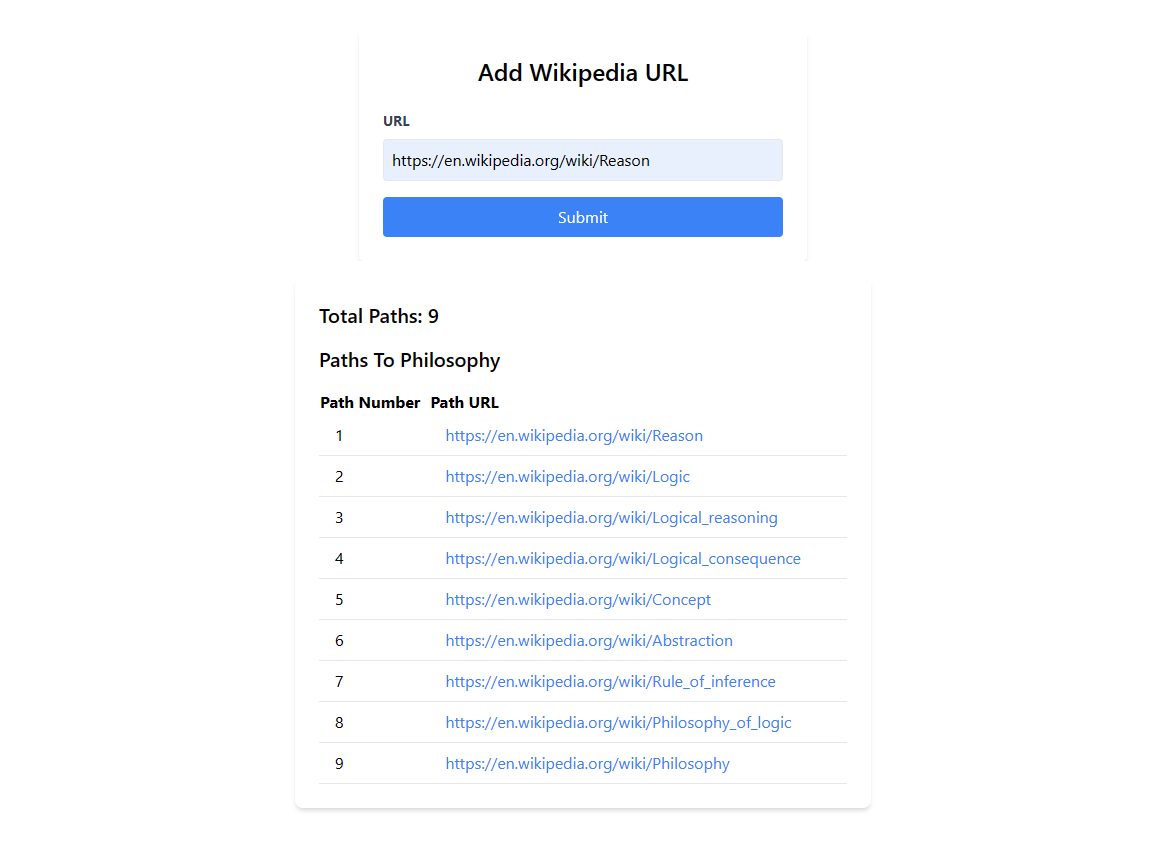 Add Wikipedia URL
URL
https://en.wikipedia.org/wiki/Reason
Submit
Total Paths: 9
Paths To Philosophy
Path Number Path URL
1 https://en.wikipedia.org/wiki/Reason
2 https://en.wikipedia.org/wiki/Logic
3 https://en.wikipedia.org/wiki/Logical_reasoning
4 https://en.wikipedia.org/wiki/Logical_consequence
5 https://en.wikipedia.org/wiki/Concept
6 https://en.wikipedia.org/wiki/Abstraction
7 https://en.wikipedia.org/wiki/Rule_of_inference
8 https://en.wikipedia.org/wiki/Philosophy_of_logic
9 https://en.wikipedia.org/wiki/Philosophy